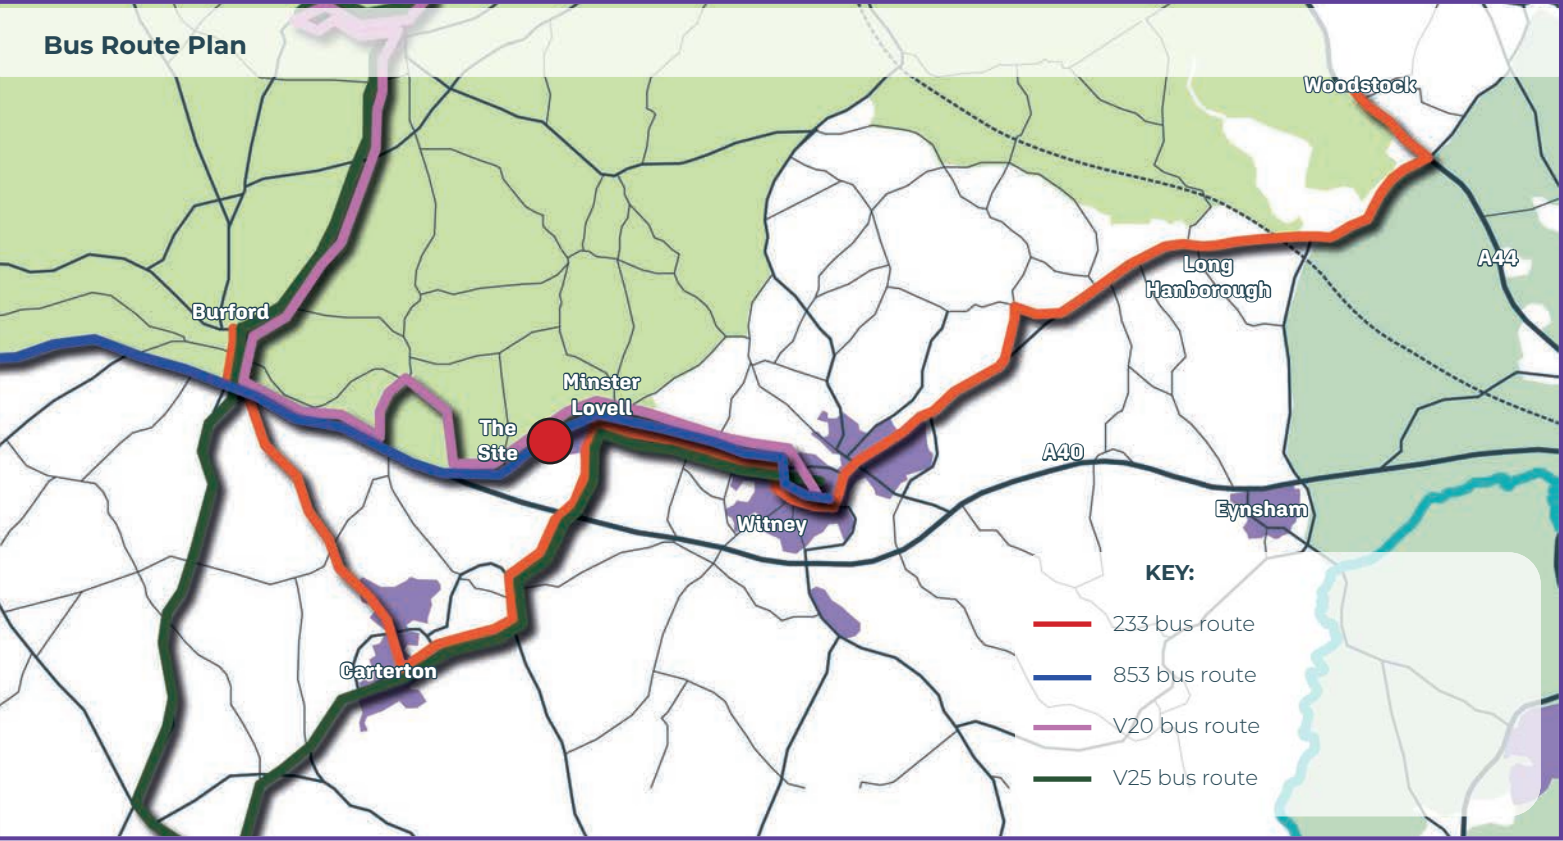 Bus Route Plan
Woodstock
A44
Long
Hanborough
Burford
Minster
Lovell
The
Site
A40
Witney
Eynsham
Carterton
KEY:
233 bus route
853 bus route
V20 bus route
V25 bus route